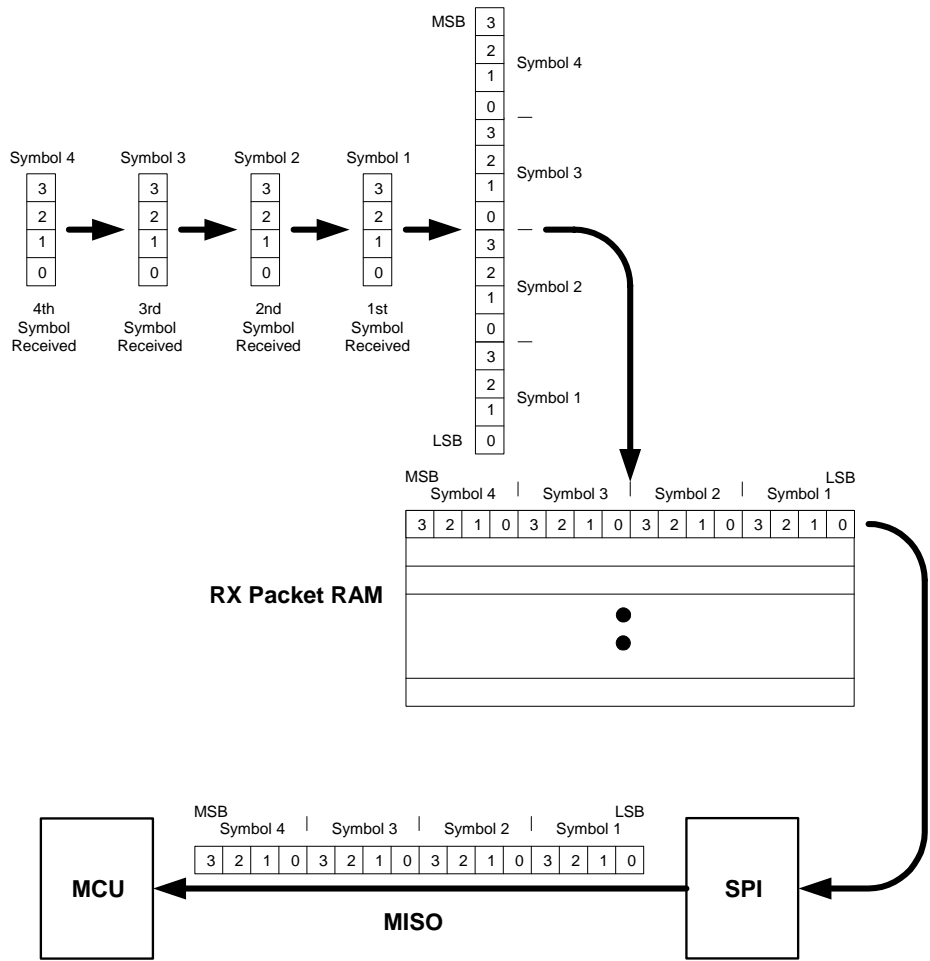 MSB
3
2
1
0
Symbol 4
3
2
1
0
Symbol 3
3
2
1
0
Symbol 2
3
2
1
0
Symbol 1
LSB
Symbol 4 Symbol 3 Symbol 2 Symbol 1
3 3 3 3
2 2 2 2
1 1 1 1
0 0 0 0
4th Symbol Received
3rd Symbol Received
2nd Symbol Received
1st Symbol Received
MSB LSB
Symbol 4 Symbol 3 Symbol 2 Symbol 1
3 2 1 0 3 2 1 0 3 2 1 0 3 2 1 0
RX Packet RAM
MSB LSB
Symbol 4 Symbol 3 Symbol 2 Symbol 1
3 2 1 0 3 2 1 0 3 2 1 0 3 2 1 0
MCU
SPI
MISO